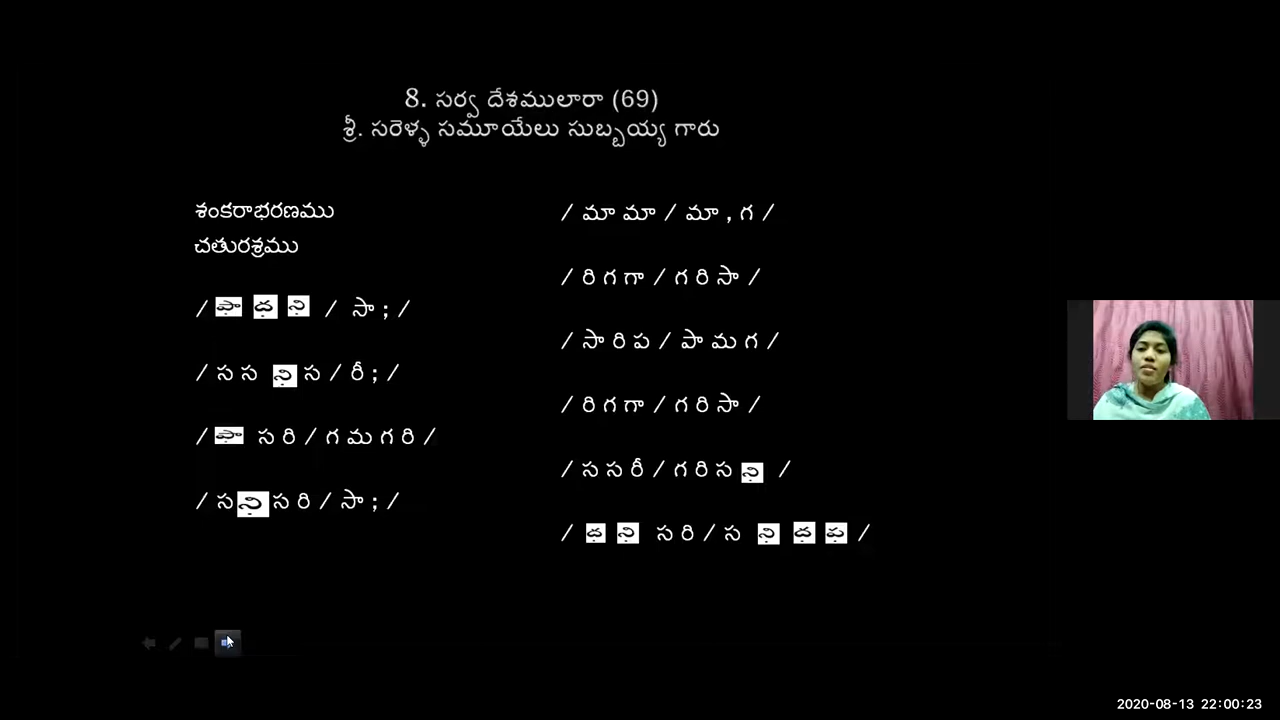 8. సర్వ దేశములారా (69)
శ్రీ. సరెళ్ళ సమూయేలు సుబ్బయ్య గారు
శంకరాభరణము
చతురశ్రము
/ పా ద ని / సా ; /
/ స స ని స / రీ ; /
/ పా స రి / గ మ గ రి /
/ స ని స రి / సా ; /
/ మా మా / మా , గ /
/ రి గ గా / గ రి సా /
/ సా రి ప / పా మ గ /
/ రి గ గా / గ రి సా /
/ స స రీ / గ రి స ని /
/ ద ని స రి / స ని ద ప /
2020-08-13 22:00:23